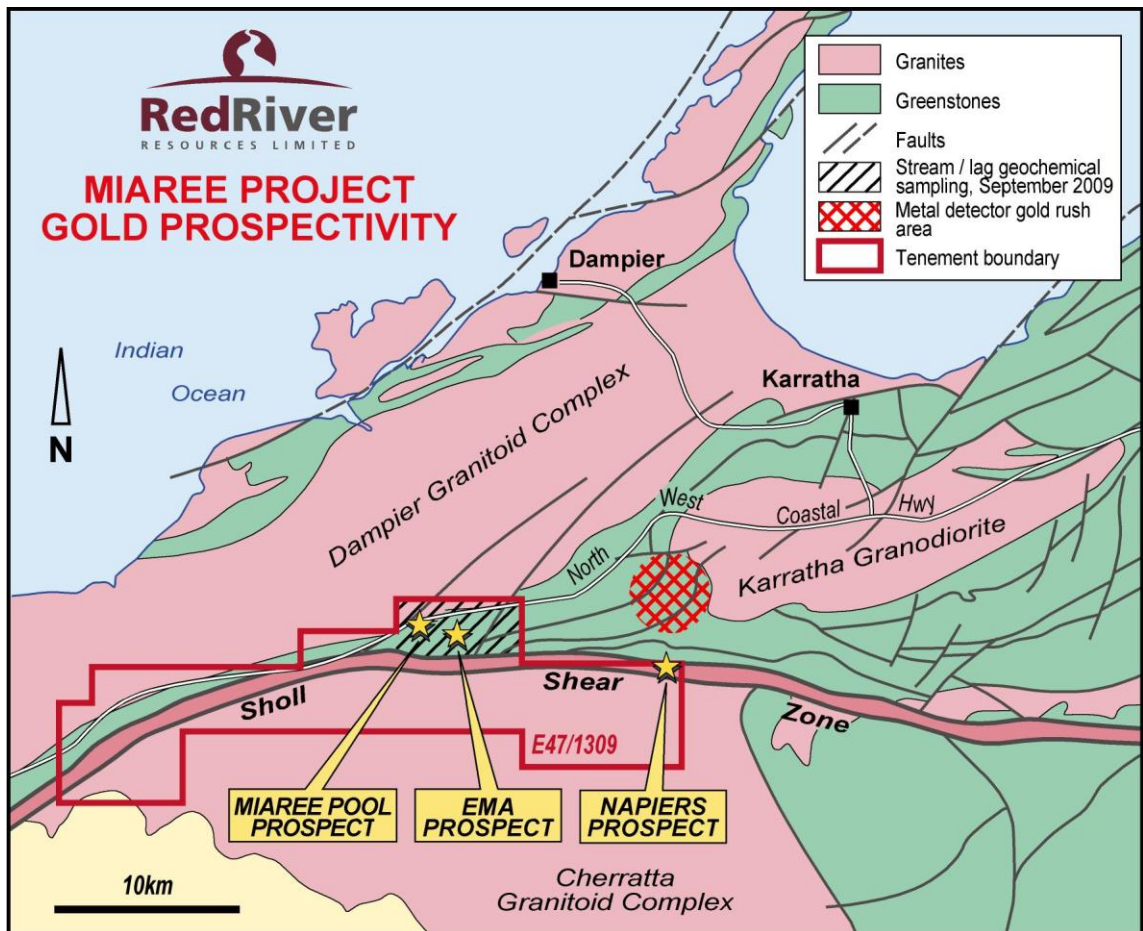 RedRiver
RESOURCES LIMITED
MIAREE PROJECT
GOLD PROSPECTIVITY
Granites
Greenstones
Faults
Stream / lag geochemical
sampling, September 2009
Metal detector gold rush
area
Tenement boundary
Dampier
Indian
Ocean
N
Karratha
Dampier Granitoid Complex
North West Coastal Hwy
Karratha Granodiorite
Sholl Shear Zone
E47/1309
MIAREE POOL
PROSPECT
EMA
PROSPECT
NAPIERS
PROSPECT
10km
Cherratta
Granitoid Complex